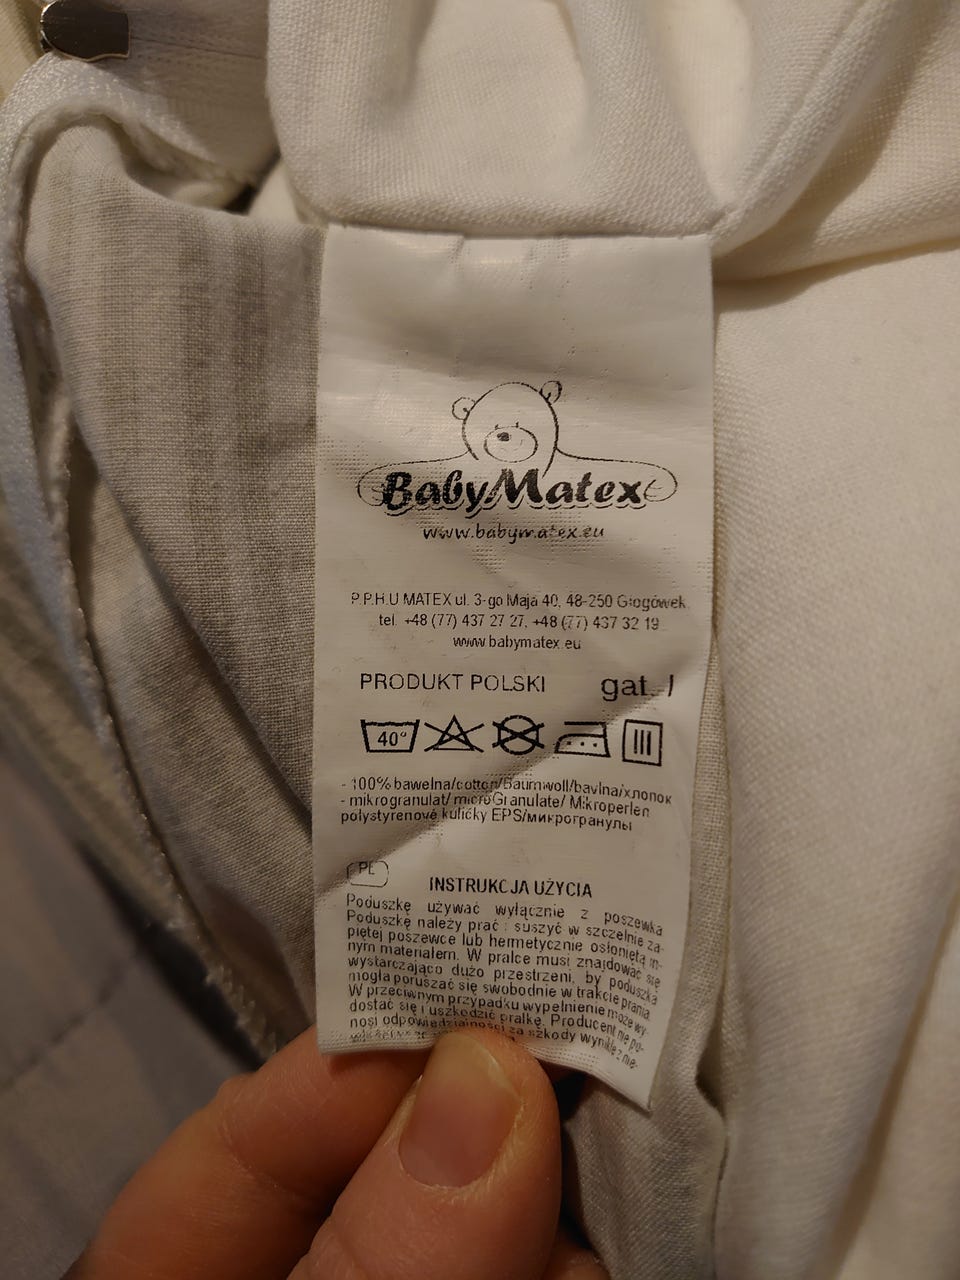 BabyMatex
www.babymatex.eu
P.P.H.U MATEX ul. 3-go Maja 40, 48-250 Głogówek
tel. +48 (77) 437 27 27, +48 (77) 437 32 19
www.babymatex.eu
PRODUKT POLSKI gat. I
40°
- 100% bawełna/cotton/Baumwoll/bavlna/хлопок
- mikrogranulat/ microGranulate/ Mikroperlen
polystyrenové kuličky EPS/микрогранулы
PL
INSTRUKCJA UŻYCIA
Poduszkę używać wyłącznie z poszewką
Poduszkę należy prać i suszyć w szczelnie za-
piętej poszewce lub hermetycznie osłonięta in-
nym materiałem. W pralce musi znajdować się
wystarczająco dużo przestrzeni, by poduszka
mogła poruszać się swobodnie w trakcie prania
W przeciwnym przypadku wypełnienie może wy-
dostać się i uszkodzić pralkę. Producent nie po-
nosi odpowiedzialności za szkody wynikłe z nie-